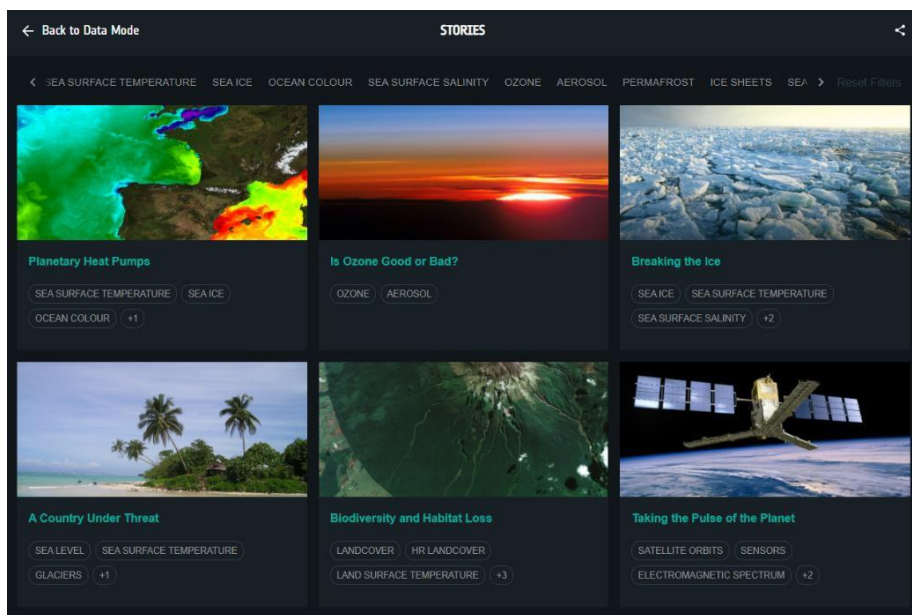 ← Back to Data Mode
STORIES
SEA SURFACE TEMPERATURE SEA ICE OCEAN COLOUR SEA SURFACE SALINITY OZONE AEROSOL PERMAFROST ICE SHEETS SEA Reset Filters
Planetary Heat Pumps
SEA SURFACE TEMPERATURE SEA ICE
OCEAN COLOUR +1
Is Ozone Good or Bad?
OZONE AEROSOL
Breaking the Ice
SEA ICE SEA SURFACE TEMPERATURE
SEA SURFACE SALINITY +2
A Country Under Threat
SEA LEVEL SEA SURFACE TEMPERATURE
GLACIERS +1
Biodiversity and Habitat Loss
LANDCOVER HR LANDCOVER
LAND SURFACE TEMPERATURE +3
Taking the Pulse of the Planet
SATELLITE ORBITS SENSORS
ELECTROMAGNETIC SPECTRUM +2